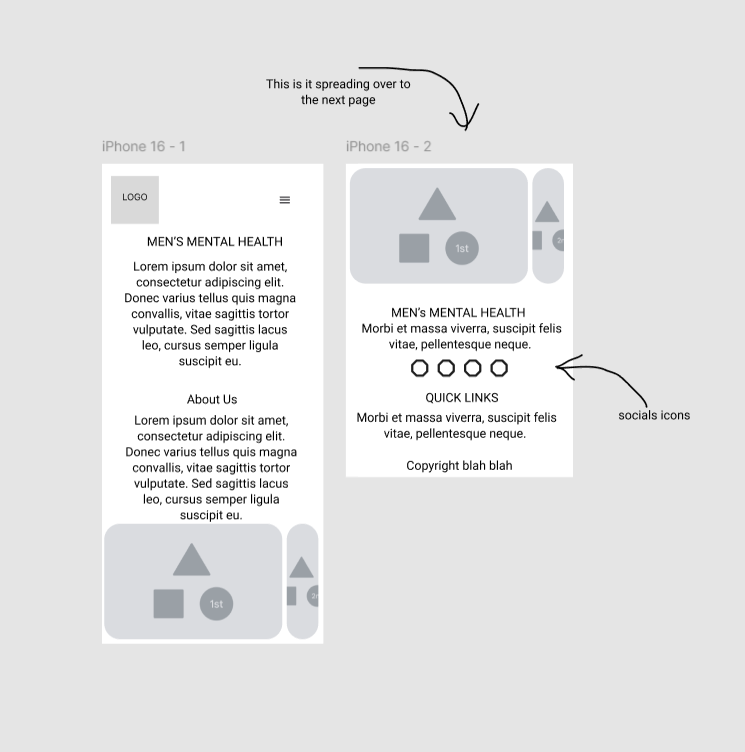 This is it spreading over to
the next page
iPhone 16 - 1
LOGO
MEN'S MENTAL HEALTH
Lorem ipsum dolor sit amet,
consectetur adipiscing elit.
Donec varius tellus quis magna
convallis, vitae sagittis tortor
vulputate. Sed sagittis lacus
leo, cursus semper ligula
suscipit eu.
About Us
Lorem ipsum dolor sit amet,
consectetur adipiscing elit.
Donec varius tellus quis magna
convallis, vitae sagittis tortor
vulputate. Sed sagittis lacus
leo, cursus semper ligula
suscipit eu.
1st
iPhone 16 - 2
1st
MEN's MENTAL HEALTH
Morbi et massa viverra, suscipit felis
vitae, pellentesque neque.
QUICK LINKS
Morbi et massa viverra, suscipit felis
vitae, pellentesque neque.
Copyright blah blah
socials icons